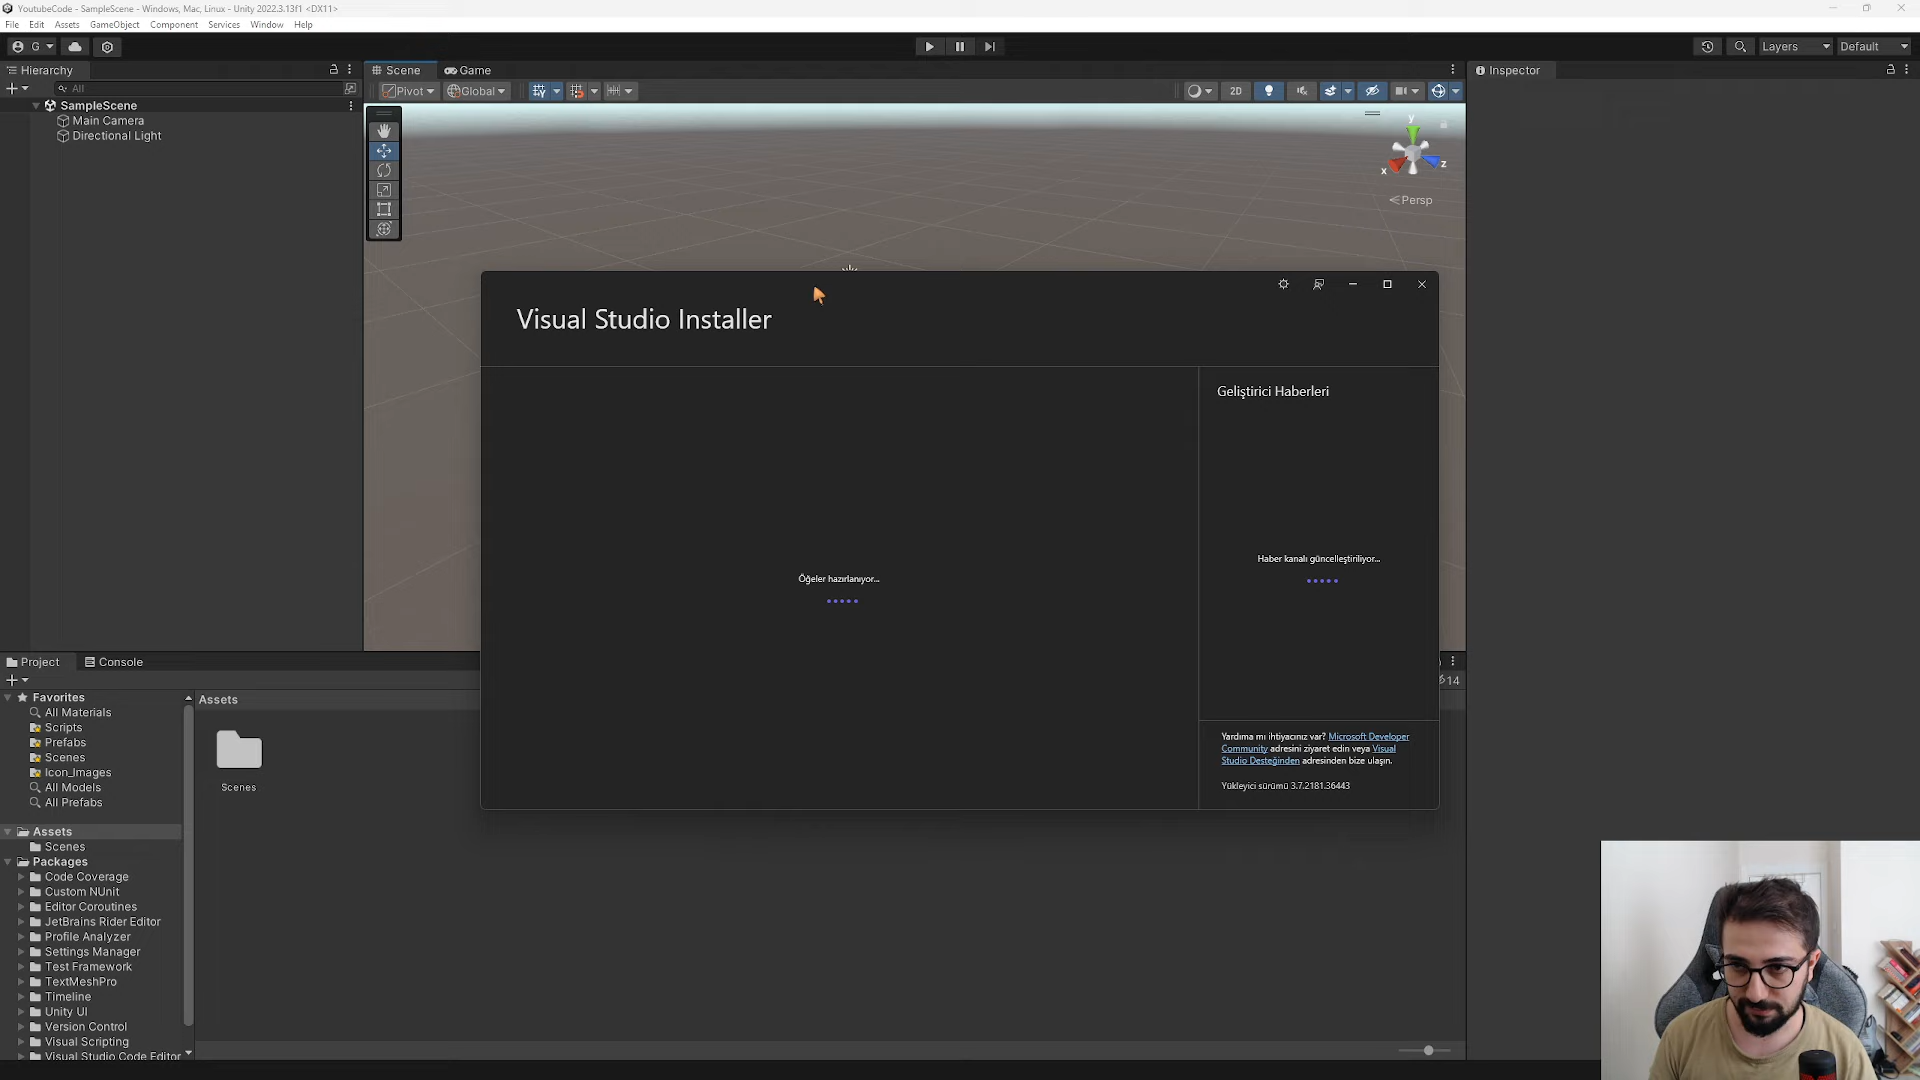 YoutubeCode - SampleScene - Windows, Mac, Linux - Unity 2022.3.13f1 <DX11>
File Edit Assets GameObject Component Services Window Help
G Layers Default
Hierarchy Scene Game Inspector
All Pivot Global 2D
SampleScene
Main Camera
Directional Light
y
x z
Persp
Visual Studio Installer
Geliştirici Haberleri
Öğeler hazırlanıyor...
Haber kanalı güncelleştiriliyor...
Yardıma mı ihtiyacınız var? Microsoft Developer
Community adresini ziyaret edin veya Visual
Studio Desteğinden adresinden bize ulaşın.
Yükleyici sürümü 3.7.2181.36443
Project Console
14
Favorites
All Materials
Scripts
Prefabs
Scenes
Icon_Images
All Models
All Prefabs
Assets
Scenes
Packages
Code Coverage
Custom NUnit
Editor Coroutines
JetBrains Rider Editor
Profile Analyzer
Settings Manager
Test Framework
TextMeshPro
Timeline
Unity UI
Version Control
Visual Scripting
Visual Studio Code Editor
Assets
Scenes